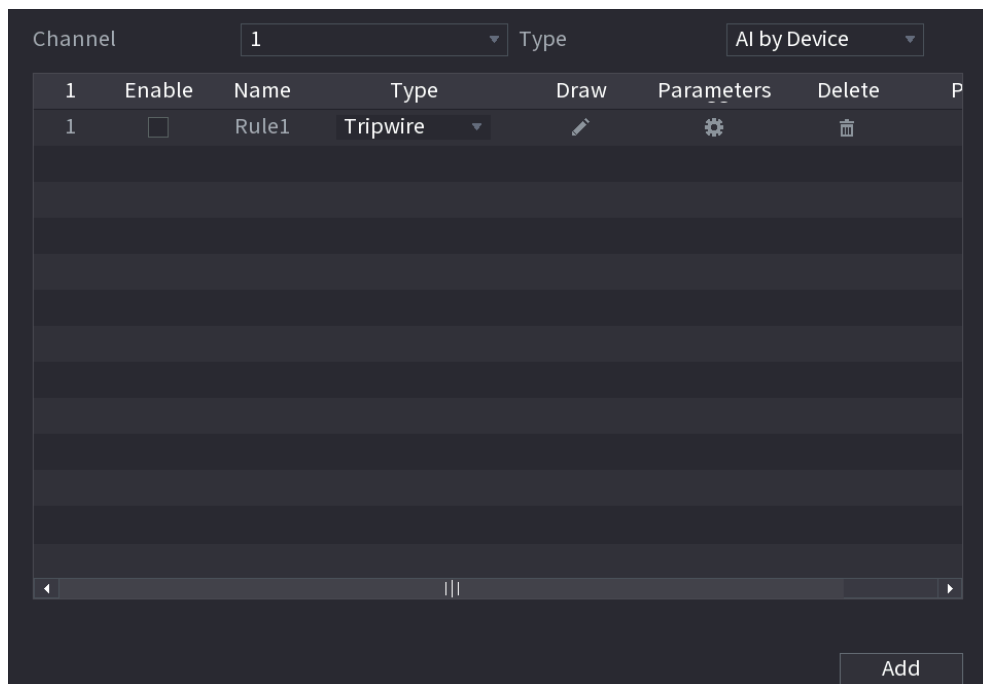 Channel 1 Type AI by Device
1 Enable Name Type Draw Parameters Delete P
1 Rule1 Tripwire
Add